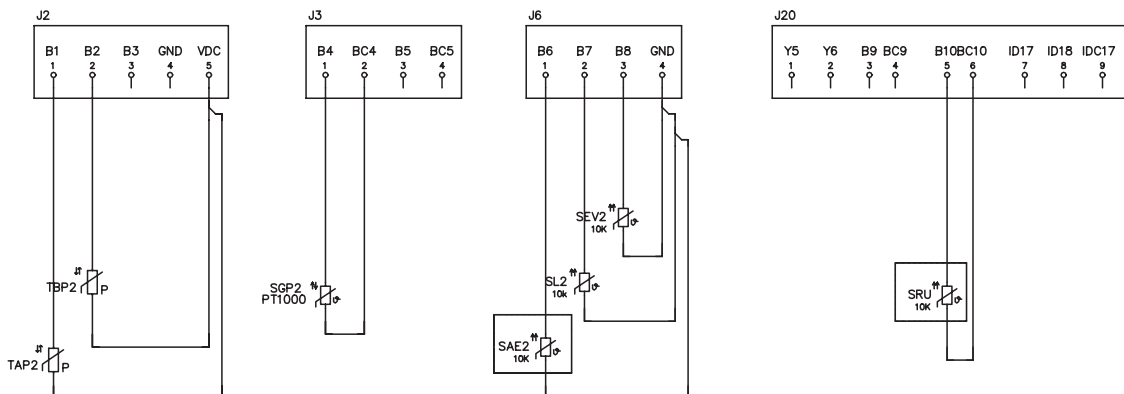 J2
B1 B2 B3 GND VDC
1 2 3 4 5
TBP2 P
TAP2 P
J3
B4 BC4 B5 BC5
1 2 3 4
SGP2
PT1000
J6
B6 B7 B8 GND
1 2 3 4
SEV2
10K
SL2
10k
SAE2
10K
J20
Y5 Y6 B9 BC9 B10 BC10 ID17 ID18 IDC17
1 2 3 4 5 6 7 8 9
SRU
10K